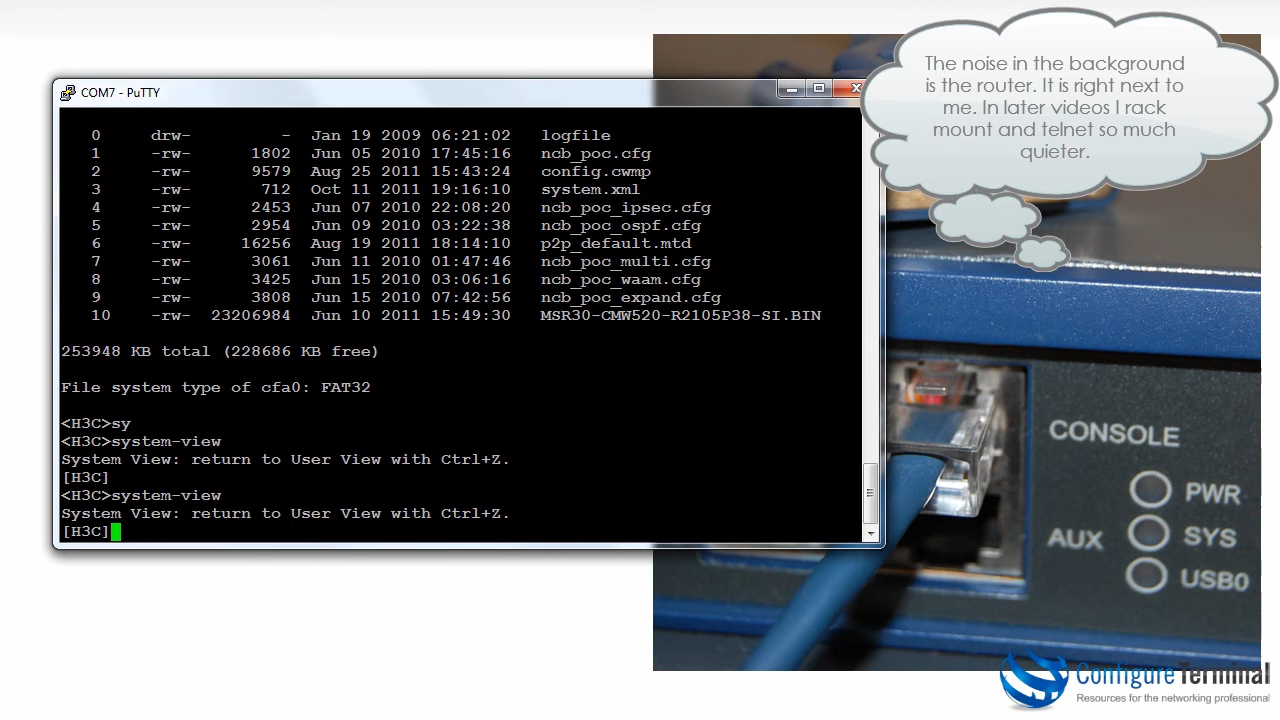 The noise in the background
is the router. It is right next to
me. In later videos I rack
mount and telnet so much
quieter.
COM7 - PuTTY
0 drw- - Jan 19 2009 06:21:02 logfile
1 -rw- 1802 Jun 05 2010 17:45:16 ncb_poc.cfg
2 -rw- 9579 Aug 25 2011 15:43:24 config.cwmp
3 -rw- 712 Oct 11 2011 19:16:10 system.xml
4 -rw- 2453 Jun 07 2010 22:08:20 ncb_poc_ipsec.cfg
5 -rw- 2954 Jun 09 2010 03:22:38 ncb_poc_ospf.cfg
6 -rw- 16256 Aug 19 2011 18:14:10 p2p_default.mtd
7 -rw- 3061 Jun 11 2010 01:47:46 ncb_poc_multi.cfg
8 -rw- 3425 Jun 15 2010 03:06:16 ncb_poc_waam.cfg
9 -rw- 3808 Jun 15 2010 07:42:56 ncb_poc_expand.cfg
10 -rw- 23206984 Jun 10 2011 15:49:30 MSR30-CMW520-R2105P38-SI.BIN
253948 KB total (228686 KB free)
File system type of cfa0: FAT32
<H3C>sy
<H3C>system-view
System View: return to User View with Ctrl+Z.
[H3C]
<H3C>system-view
System View: return to User View with Ctrl+Z.
[H3C]
CONSOLE
PWR
AUX
SYS
USB0
Configure Terminal
Resources for the networking professional